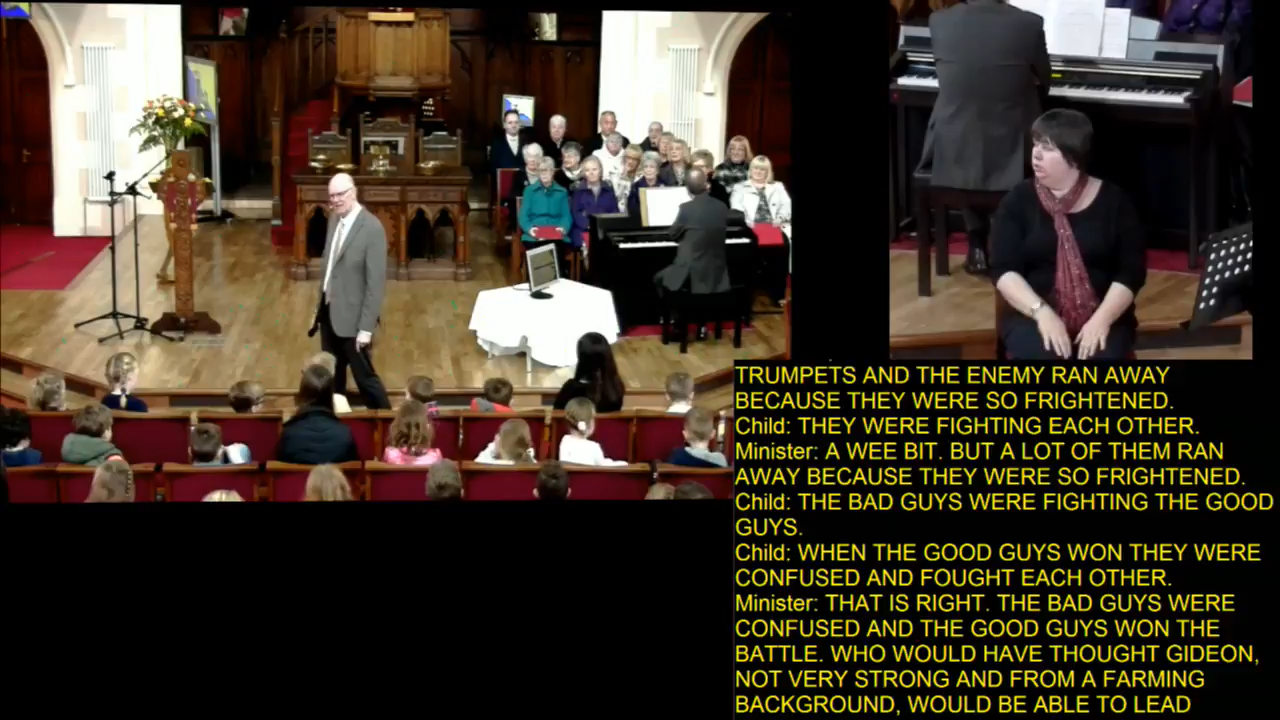 TRUMPETS AND THE ENEMY RAN AWAY
BECAUSE THEY WERE SO FRIGHTENED.
Child: THEY WERE FIGHTING EACH OTHER.
Minister: A WEE BIT. BUT A LOT OF THEM RAN
AWAY BECAUSE THEY WERE SO FRIGHTENED.
Child: THE BAD GUYS WERE FIGHTING THE GOOD
GUYS.
Child: WHEN THE GOOD GUYS WON THEY WERE
CONFUSED AND FOUGHT EACH OTHER.
Minister: THAT IS RIGHT. THE BAD GUYS WERE
CONFUSED AND THE GOOD GUYS WON THE
BATTLE. WHO WOULD HAVE THOUGHT GIDEON,
NOT VERY STRONG AND FROM A FARMING
BACKGROUND, WOULD BE ABLE TO LEAD